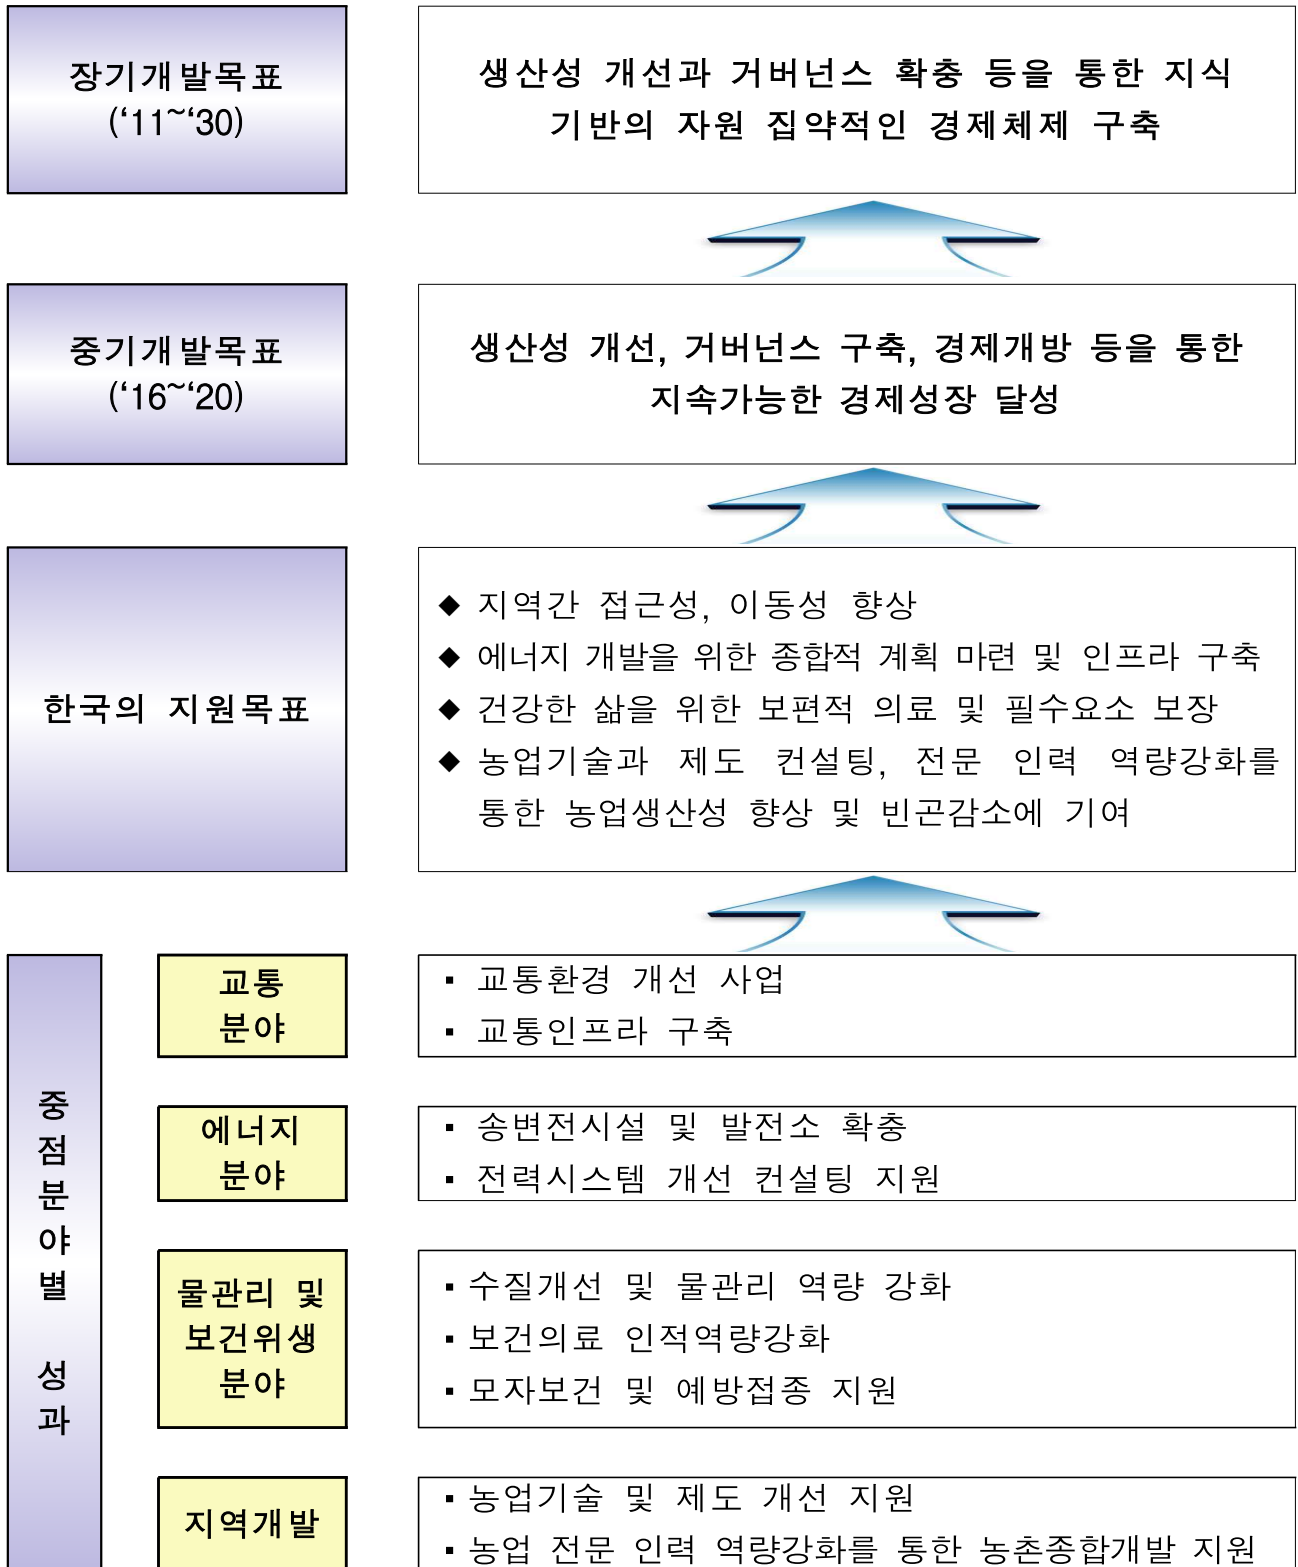 장기개발목표
(‘11~‘30)
생산성 개선과 거버넌스 확충 등을 통한 지식
기반의 자원 집약적인 경제체제 구축
중기개발목표
(‘16~‘20)
생산성 개선, 거버넌스 구축, 경제개방 등을 통한
지속가능한 경제성장 달성
한국의 지원목표
◆ 지역간 접근성, 이동성 향상
◆ 에너지 개발을 위한 종합적 계획 마련 및 인프라 구축
◆ 건강한 삶을 위한 보편적 의료 및 필수요소 보장
◆ 농업기술과 제도 컨설팅, 전문 인력 역량강화를
통한 농업생산성 향상 및 빈곤감소에 기여
중
점
분
야
별
성
과
교통
분야
▪ 교통환경 개선 사업
▪ 교통인프라 구축
에너지
분야
▪ 송변전시설 및 발전소 확충
▪ 전력시스템 개선 컨설팅 지원
물관리 및
보건위생
분야
▪ 수질개선 및 물관리 역량 강화
▪ 보건의료 인적역량강화
▪ 모자보건 및 예방접종 지원
지역개발
▪ 농업기술 및 제도 개선 지원
▪ 농업 전문 인력 역량강화를 통한 농촌종합개발 지원